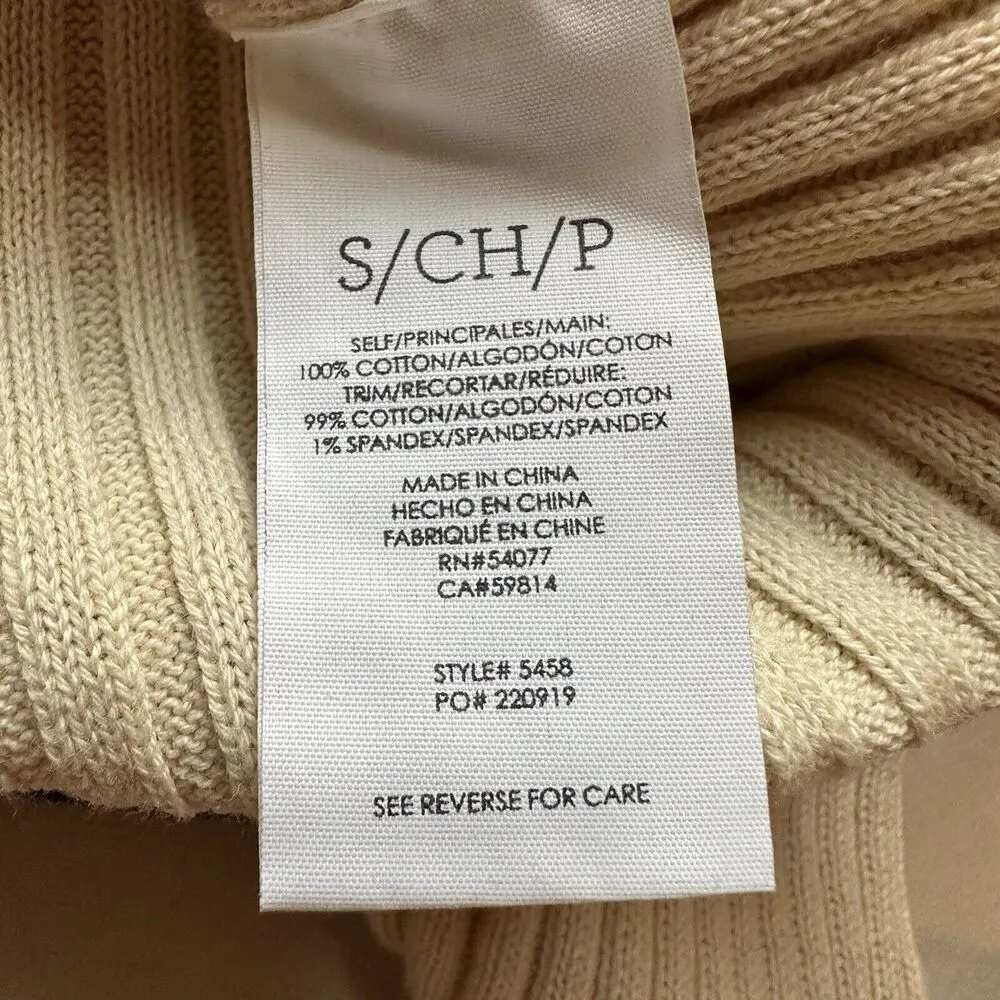 S/CH/P
SELF/PRINCIPALES/MAIN:
100% COTTON/ALGODÓN/COTON
TRIM/RECORTAR/RÉDUIRE:
99% COTTON/ALGODÓN/COTON
1% SPANDEX/SPANDEX/SPANDEX
MADE IN CHINA
HECHO EN CHINA
FABRIQUÉ EN CHINE
RN#54077
CA#59814
STYLE# 5458
PO# 220919
SEE REVERSE FOR CARE